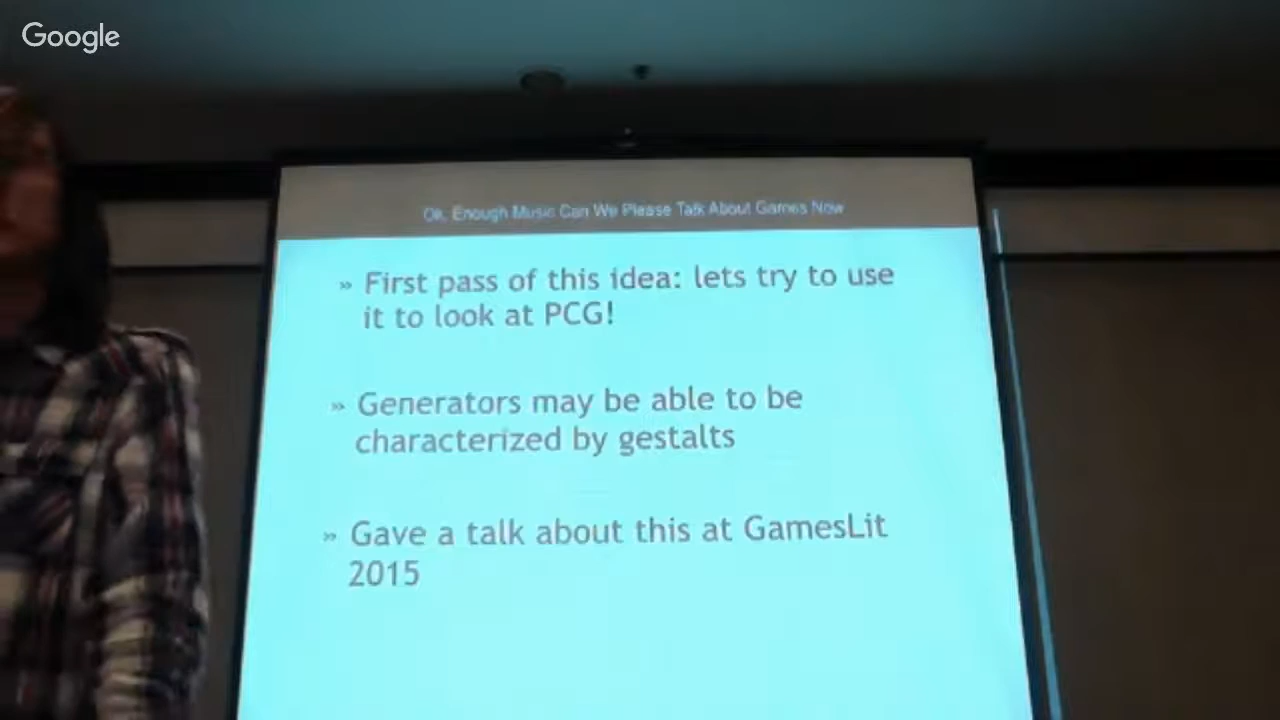 Google
Ok, Enough Music Can We Please Talk About Games Now
» First pass of this idea: lets try to use
it to look at PCG!
» Generators may be able to be
characterized by gestalts
» Gave a talk about this at GamesLit
2015